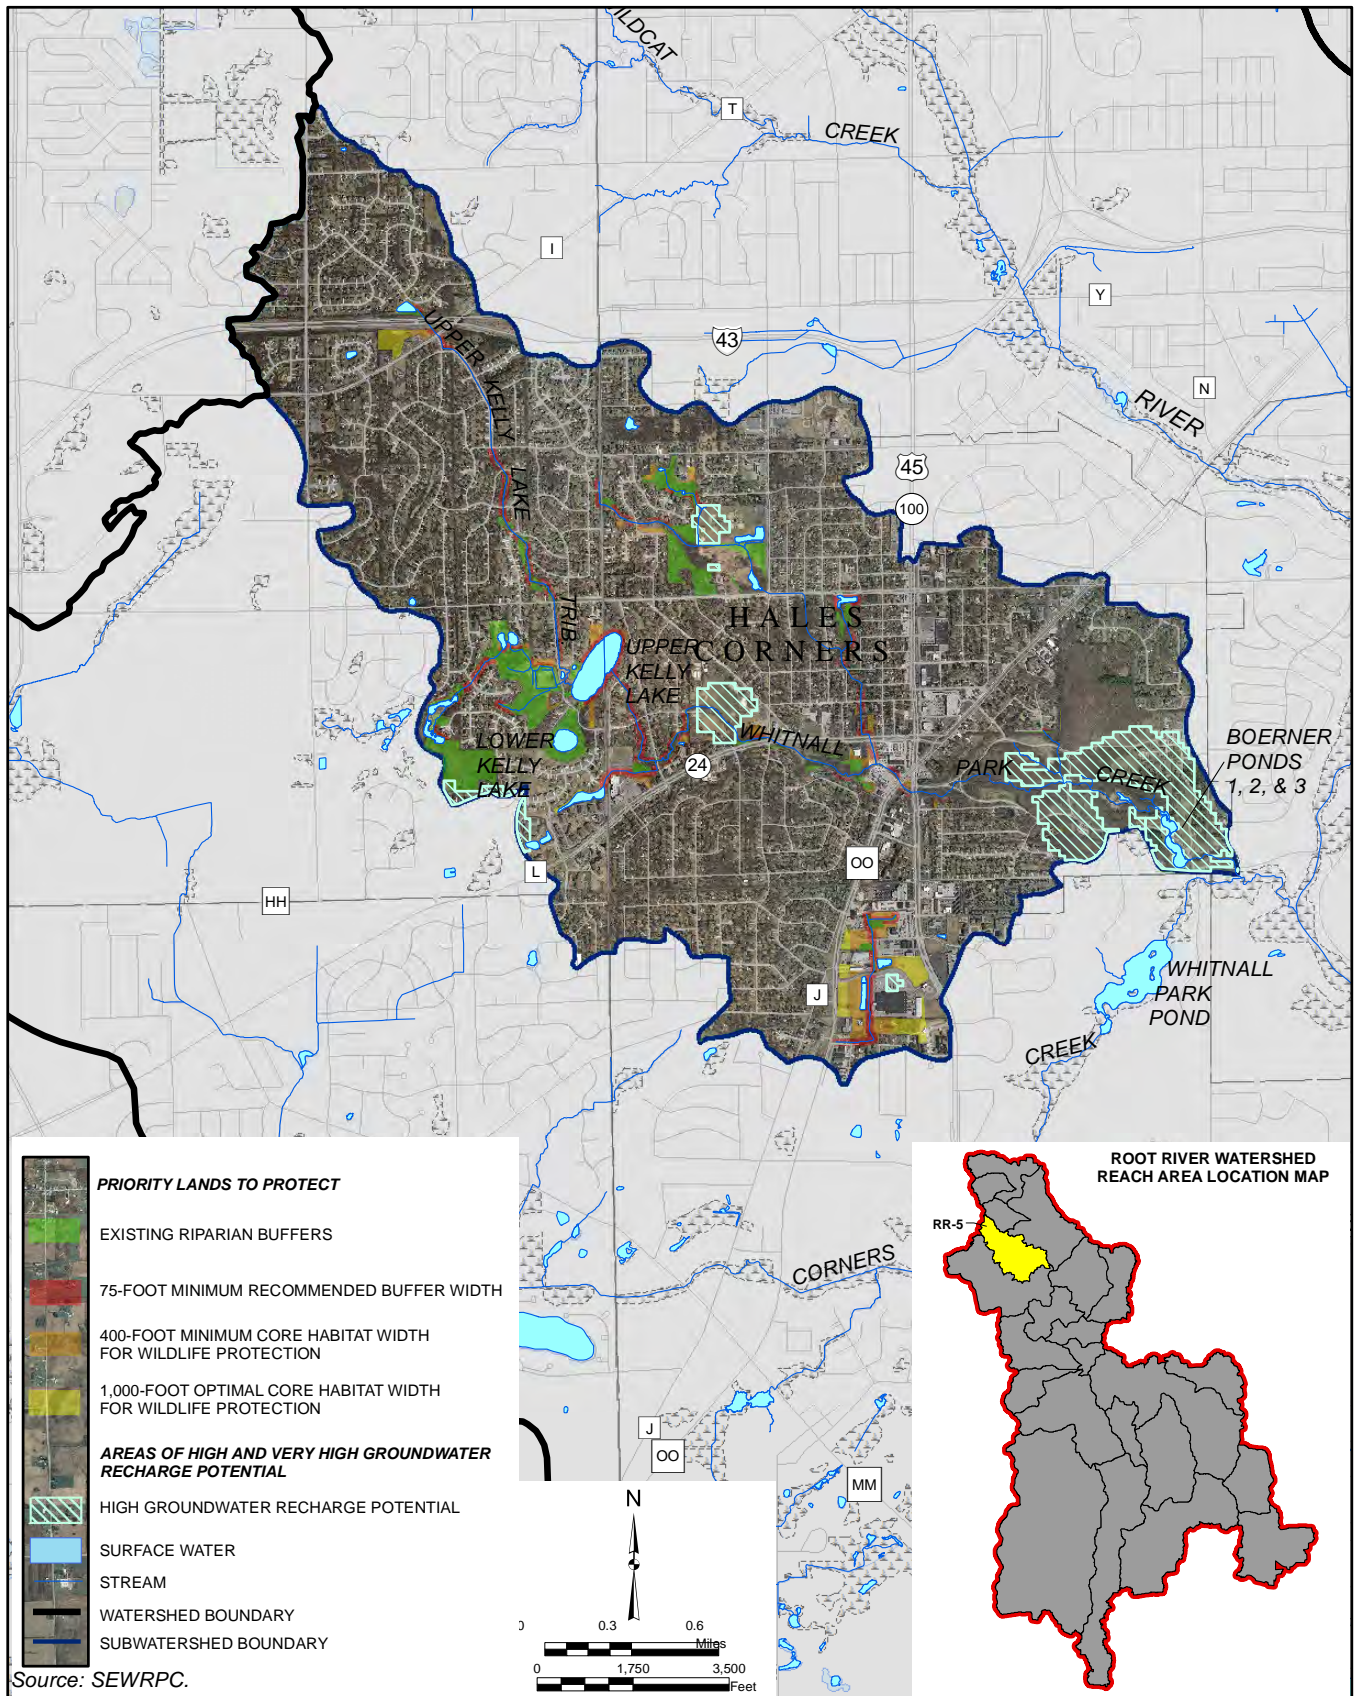 ILDCAT
T
CREEK
I
43
Y
N
RIVER
45
100
UPPER KELLY LAKE TRIB
HALES
CORNERS
UPPER
KELLY
LAKE
LOWER
KELLY
LAKE
24
WHITNALL PARK CREEK
BOERNER
PONDS
1, 2, & 3
L
OO
HH
J
WHITNALL
PARK
POND
CREEK
CORNERS
J
OO
MM
PRIORITY LANDS TO PROTECT
EXISTING RIPARIAN BUFFERS
75-FOOT MINIMUM RECOMMENDED BUFFER WIDTH
400-FOOT MINIMUM CORE HABITAT WIDTH
FOR WILDLIFE PROTECTION
1,000-FOOT OPTIMAL CORE HABITAT WIDTH
FOR WILDLIFE PROTECTION
AREAS OF HIGH AND VERY HIGH GROUNDWATER
RECHARGE POTENTIAL
HIGH GROUNDWATER RECHARGE POTENTIAL
SURFACE WATER
STREAM
WATERSHED BOUNDARY
SUBWATERSHED BOUNDARY
Source: SEWRPC.
N
0 0.3 0.6
Miles
0 1,750 3,500
Feet
ROOT RIVER WATERSHED
REACH AREA LOCATION MAP
RR-5